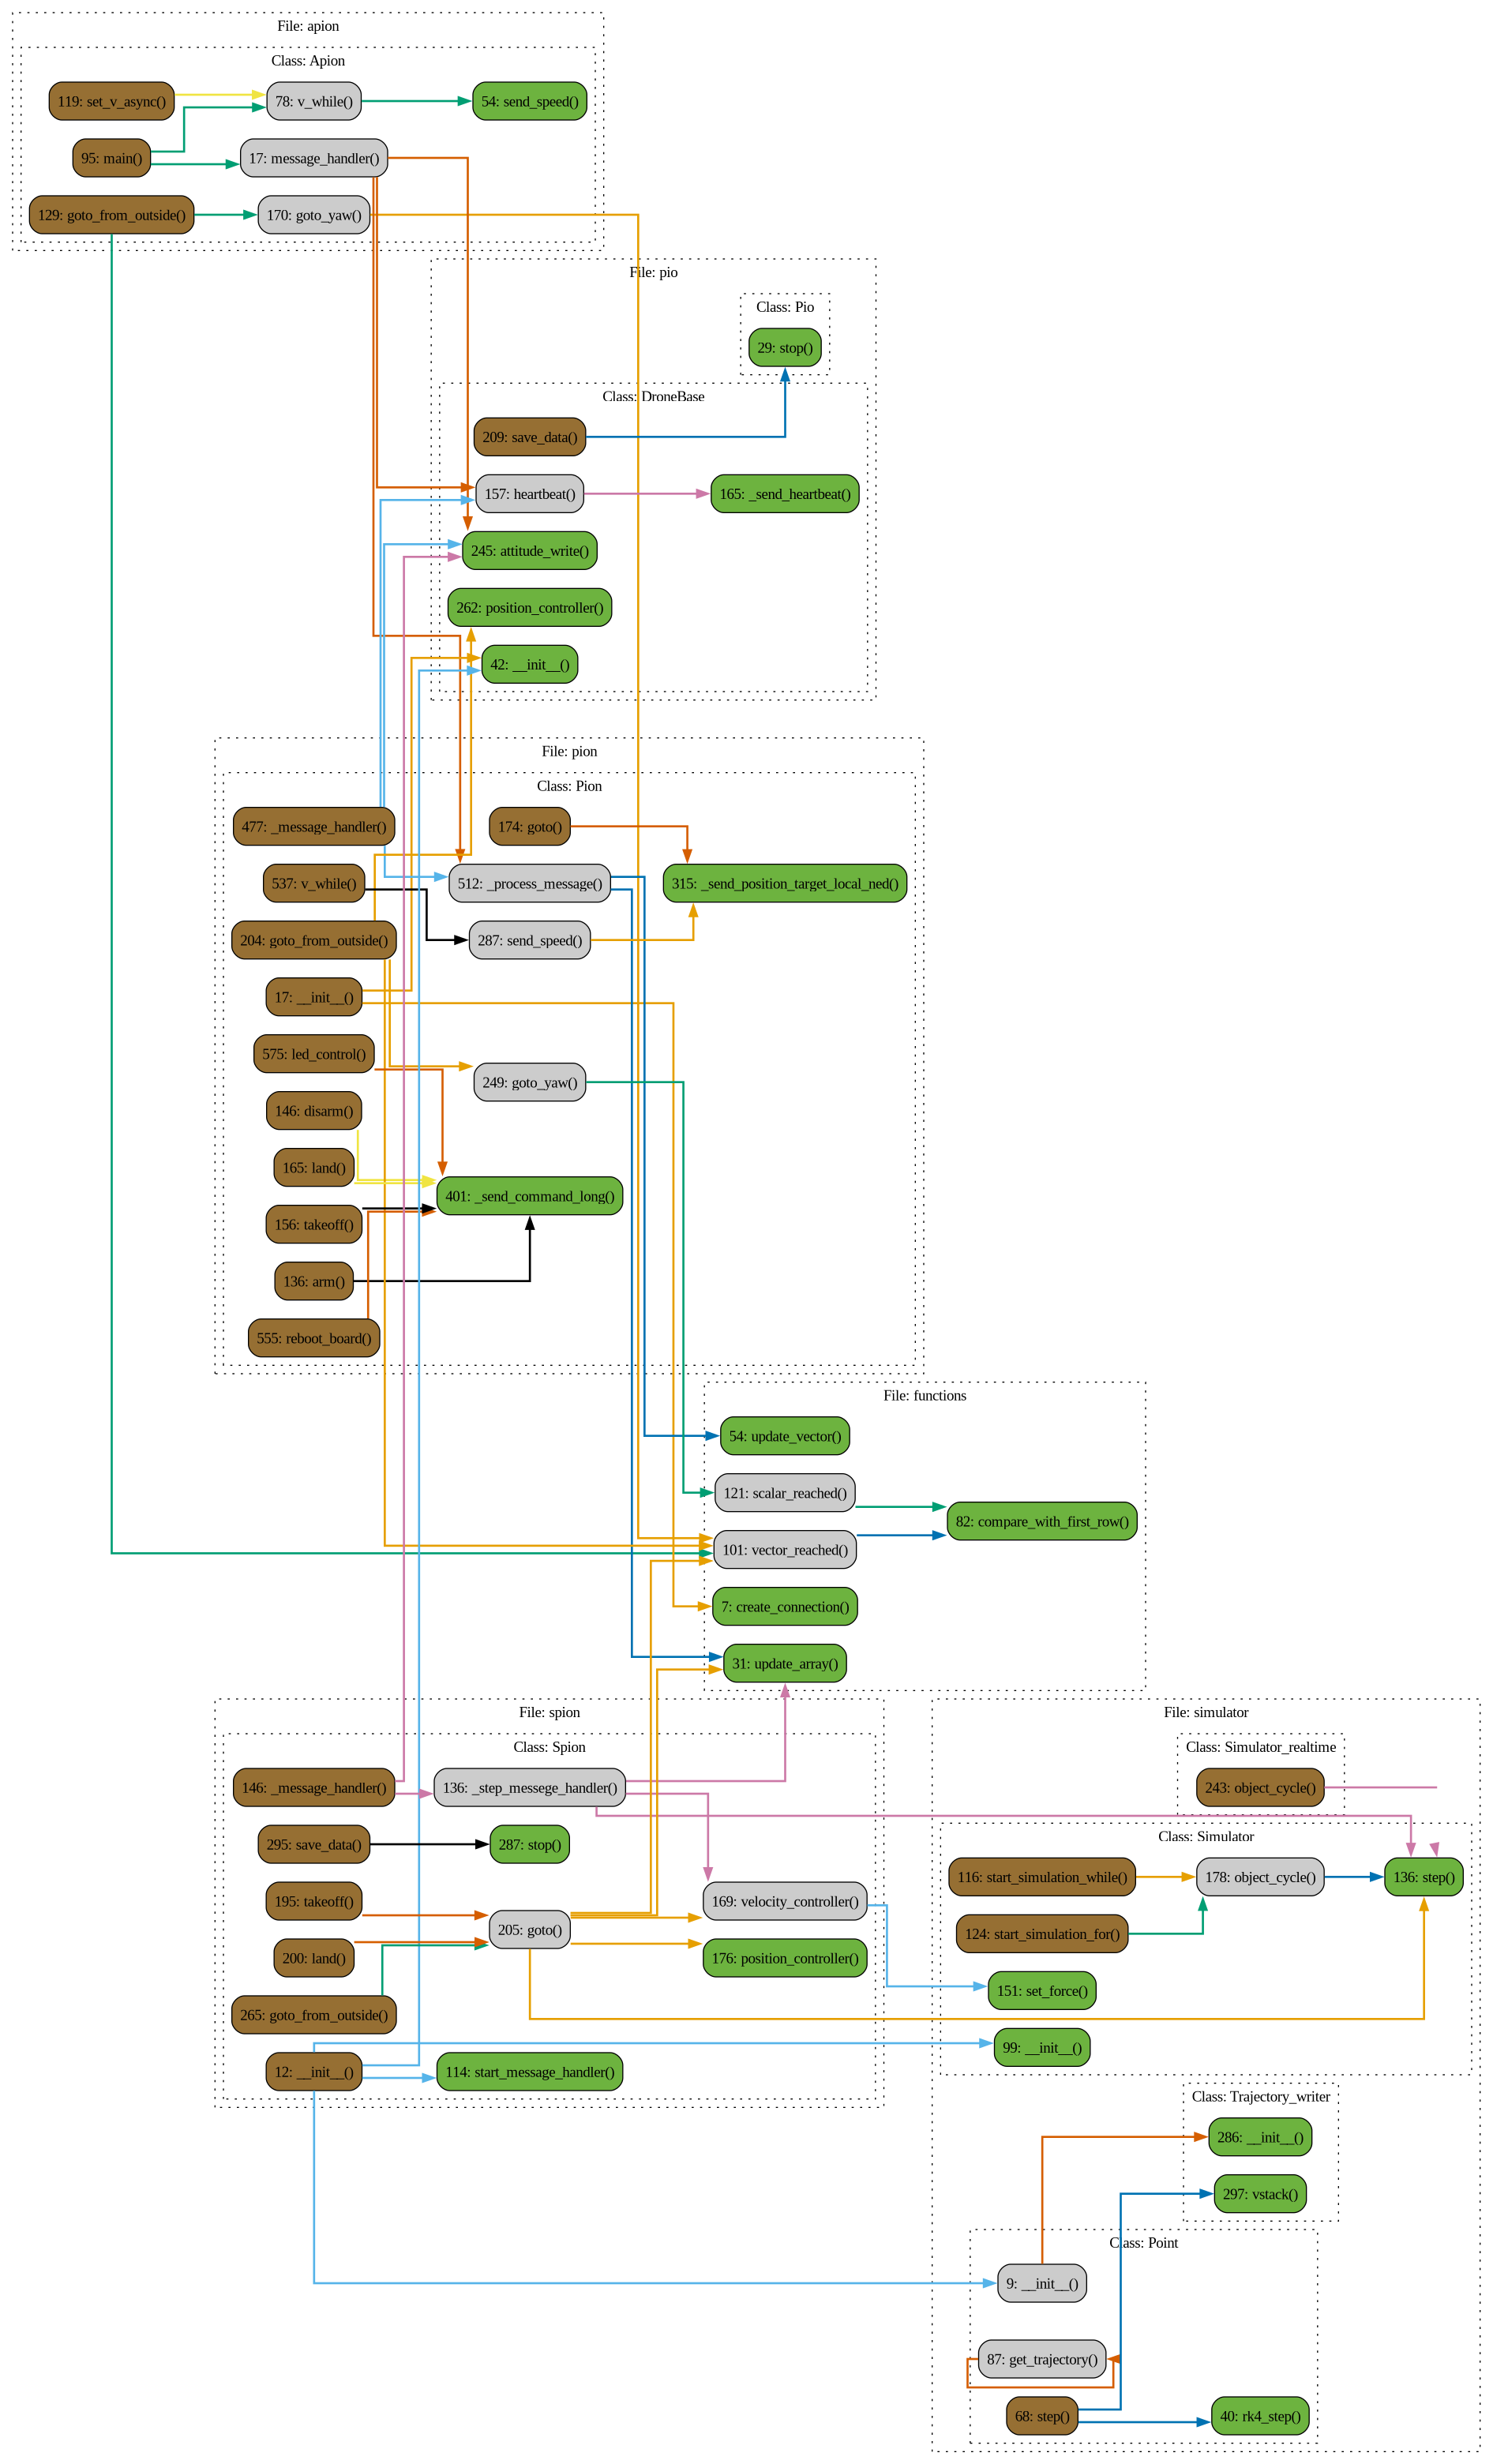 File: apion
Class: Apion
119: set_v_async()
78: v_while()
54: send_speed()
95: main()
17: message_handler()
129: goto_from_outside()
170: goto_yaw()
File: pio
Class: Pio
29: stop()
Class: DroneBase
209: save_data()
157: heartbeat()
165: _send_heartbeat()
245: attitude_write()
262: position_controller()
42: __init__()
File: pion
Class: Pion
477: _message_handler()
174: goto()
537: v_while()
512: _process_message()
315: _send_position_target_local_ned()
204: goto_from_outside()
287: send_speed()
17: __init__()
575: led_control()
249: goto_yaw()
146: disarm()
165: land()
401: _send_command_long()
156: takeoff()
136: arm()
555: reboot_board()
File: functions
54: update_vector()
121: scalar_reached()
82: compare_with_first_row()
101: vector_reached()
7: create_connection()
31: update_array()
File: spion
Class: Spion
146: _message_handler()
136: _step_messege_handler()
295: save_data()
287: stop()
195: takeoff()
169: velocity_controller()
205: goto()
200: land()
176: position_controller()
265: goto_from_outside()
12: __init__()
114: start_message_handler()
File: simulator
Class: Simulator_realtime
243: object_cycle()
Class: Simulator
116: start_simulation_while()
178: object_cycle()
136: step()
124: start_simulation_for()
151: set_force()
99: __init__()
Class: Trajectory_writer
286: __init__()
297: vstack()
Class: Point
9: __init__()
87: get_trajectory()
68: step()
40: rk4_step()